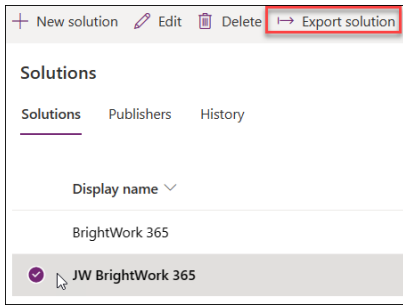 New solution Edit Delete Export solution
Solutions
Solutions Publishers History
Display name
BrightWork 365
JW BrightWork 365